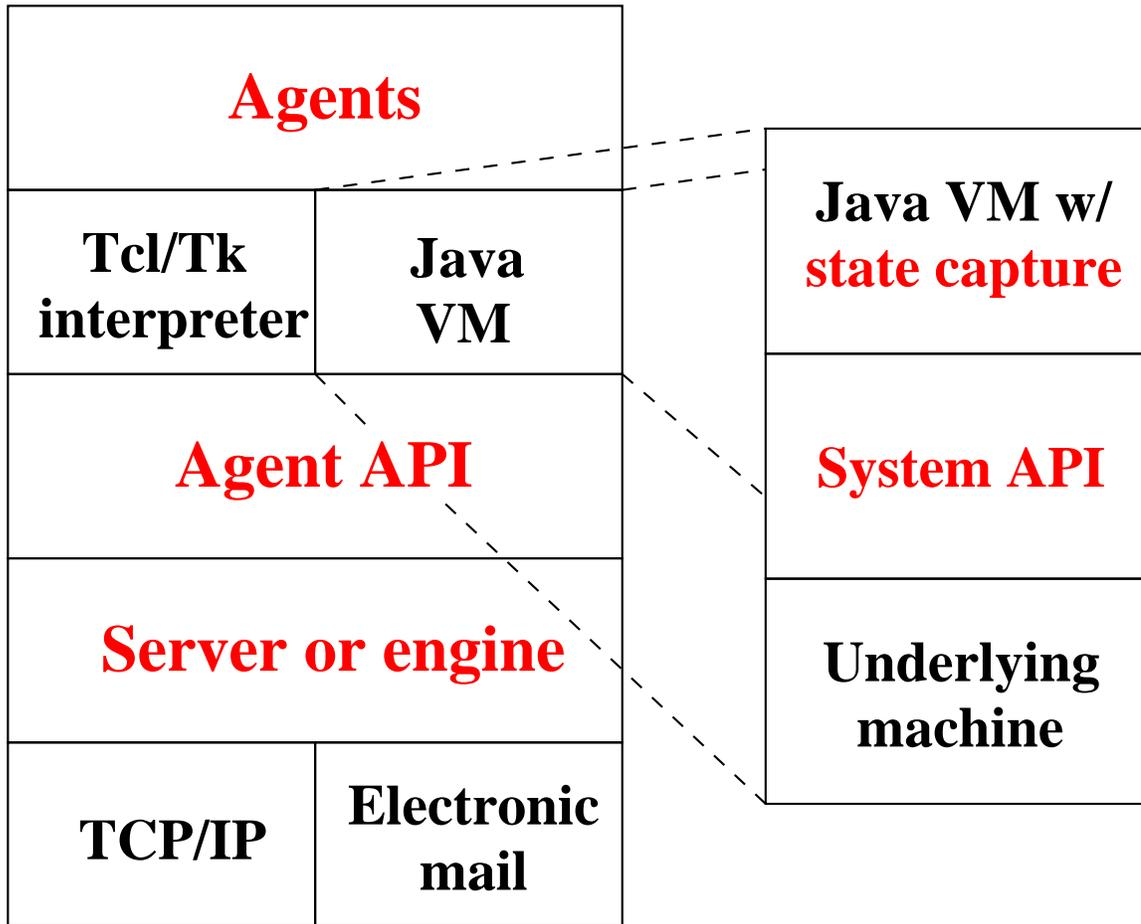 Agents
Tcl/Tk
interpreter
Java
VM
Agent API
Server or engine
TCP/IP
Electronic
mail
Java VM w/
state capture
System API
Underlying
machine